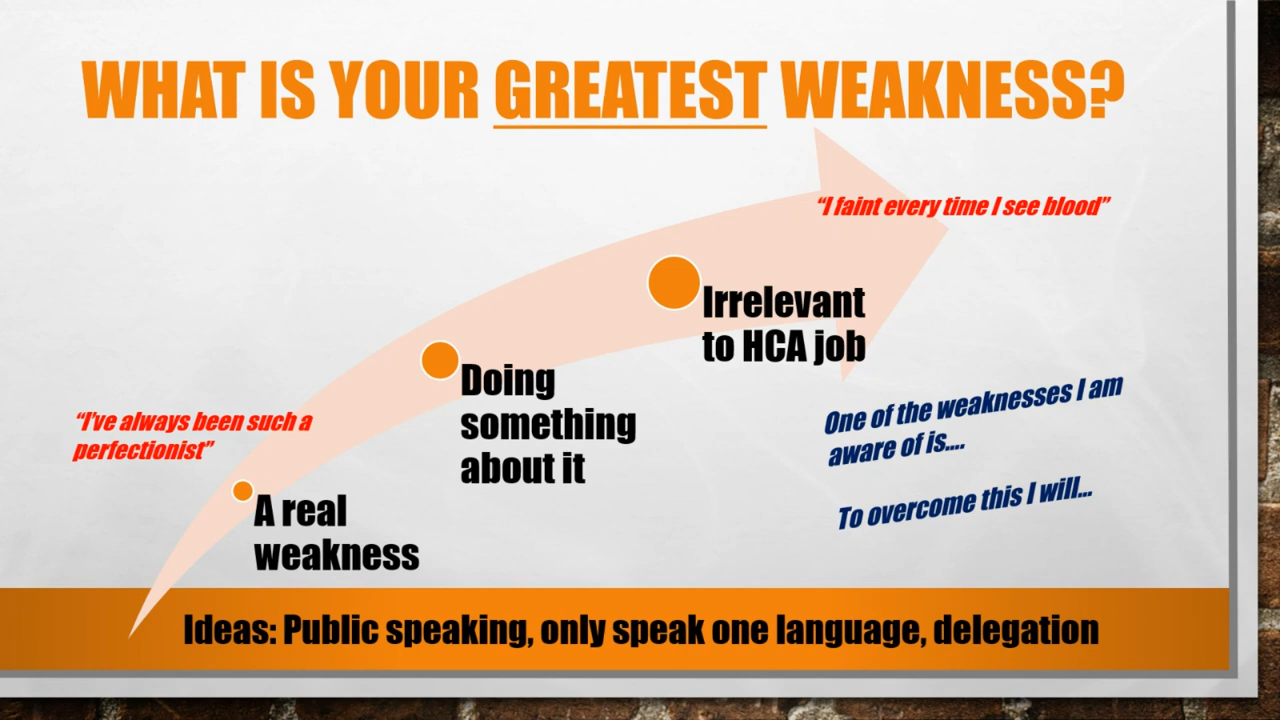 WHAT IS YOUR GREATEST WEAKNESS?
“I faint every time I see blood”
Irrelevant
to HCA job
Doing
something
about it
“I've always been such a
perfectionist”
A real
weakness
One of the weaknesses I am
aware of is....
To overcome this I will...
Ideas: Public speaking, only speak one language, delegation